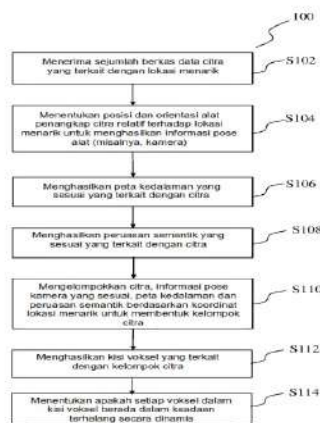 100
Menerima sejumlah berkas data citra
yang terkait dengan lokasi menarik
S102
Menentukan posisi dan orientasi alat
penangkap citra relatif terhadap lokasi
menarik untuk menghasilkan informasi pose
alat (misalnya, kamera)
S104
Menghasilkan peta kedalaman yang
sesuai yang terkait dengan citra
S106
Menghasilkan peruasan semantik yang
sesuai yang terkait dengan citra
S108
Mengelompokkan citra, informasi pose
kamera yang sesuai, peta kedalaman dan
peruasan semantik berdasarkan koordinat
lokasi menarik untuk membentuk kelompok
citra
S110
Menghasilkan kisi voksel yang terkait
dengan kelompok citra
S112
Menentukan apakah setiap voksel dalam
kisi voksel berada dalam keadaan
terhalang secara dinamis
S114